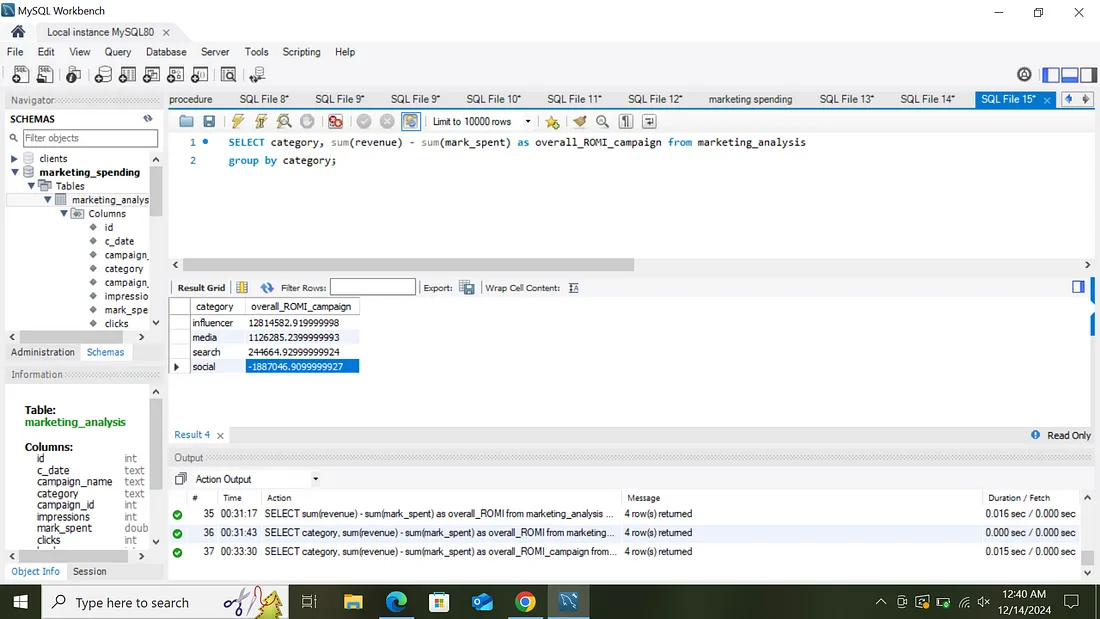 MySQL Workbench
Local instance MySQL80
File Edit View Query Database Server Tools Scripting Help
Navigator
SCHEMAS
Filter objects
clients
marketing_spending
Tables
marketing_analys
Columns
id
c_date
campaign_
category
campaign_
impressio
mark_spe
clicks
Administration Schemas
Information
Table:
marketing_analysis
Columns:
id int
c_date text
campaign_name text
category text
campaign_id int
impressions int
mark_spent doub
clicks int
Object Info Session
procedure SQL File 8* SQL File 9* SQL File 9* SQL File 10* SQL File 11* SQL File 12* marketing spending SQL File 13* SQL File 14* SQL File 15*
Limit to 10000 rows
1 SELECT category, sum(revenue) - sum(mark_spent) as overall_ROMI_campaign from marketing_analysis
2 group by category;
Result Grid Filter Rows: Export: Wrap Cell Content:
category overall_ROMI_campaign
influencer 12814582.919999998
media 1126285.2399999993
search 244664.92999999924
social -1887046.9099999927
Result 4
Read Only
Output
Action Output
# Time Action Message Duration / Fetch
35 00:31:17 SELECT sum(revenue) - sum(mark_spent) as overall_ROMI from marketing_analysis ... 4 row(s) returned 0.016 sec / 0.000 sec
36 00:31:43 SELECT category, sum(revenue) - sum(mark_spent) as overall_ROMI from marketing... 4 row(s) returned 0.000 sec / 0.000 sec
37 00:33:30 SELECT category, sum(revenue) - sum(mark_spent) as overall_ROMI_campaign from... 4 row(s) returned 0.015 sec / 0.000 sec
Type here to search
12:40 AM
12/14/2024